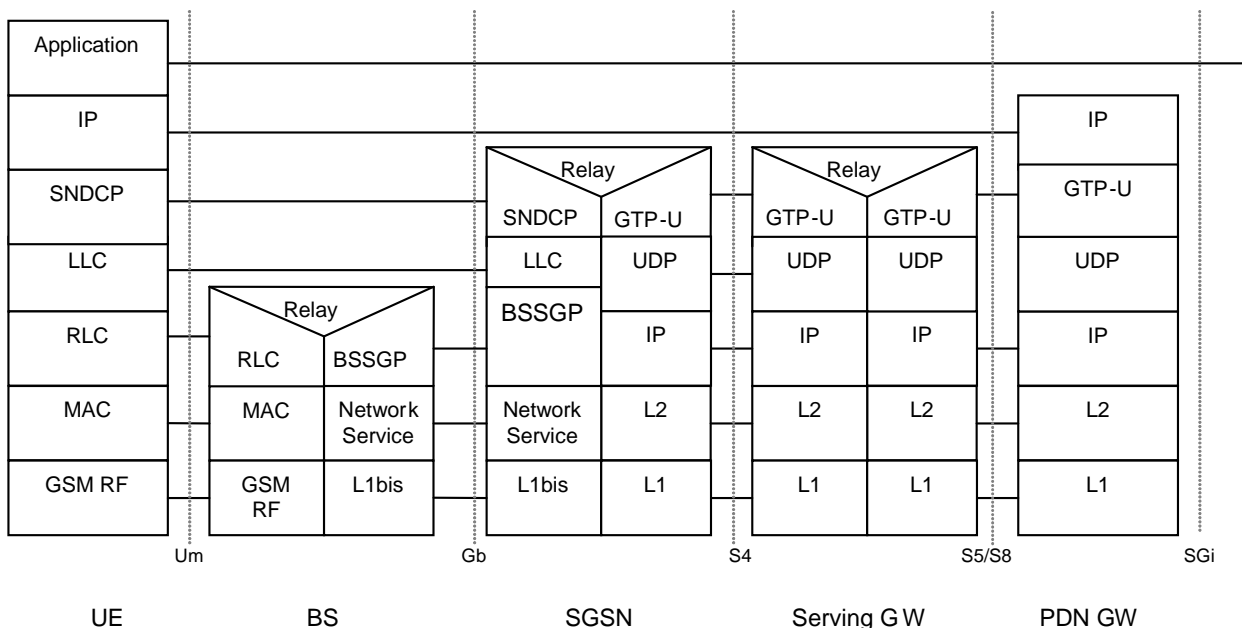 Application
IP
IP
Relay
Relay
SNDCP
GTP-U
SNDCP
GTP-U
GTP-U
GTP-U
LLC
LLC
UDP
UDP
UDP
UDP
Relay
BSSGP
RLC
IP
IP
IP
IP
RLC
BSSGP
MAC
MAC
Network
Service
Network
Service
L2
L2
L2
L2
GSM RF
GSM
RF
L1bis
L1bis
L1
L1
L1
L1
Um
Gb
S4
S5/S8
SGi
UE
BS
SGSN
Serving GW
PDN GW